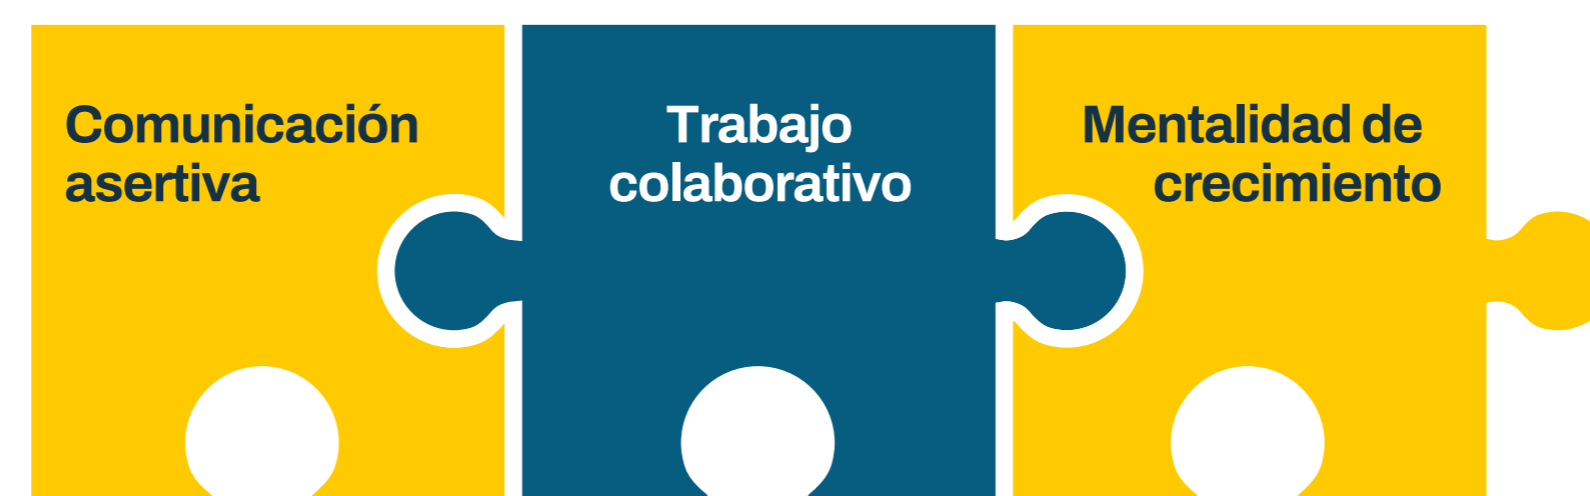 Comunicación
asertiva
Trabajo
colaborativo
Mentalidad de
crecimiento